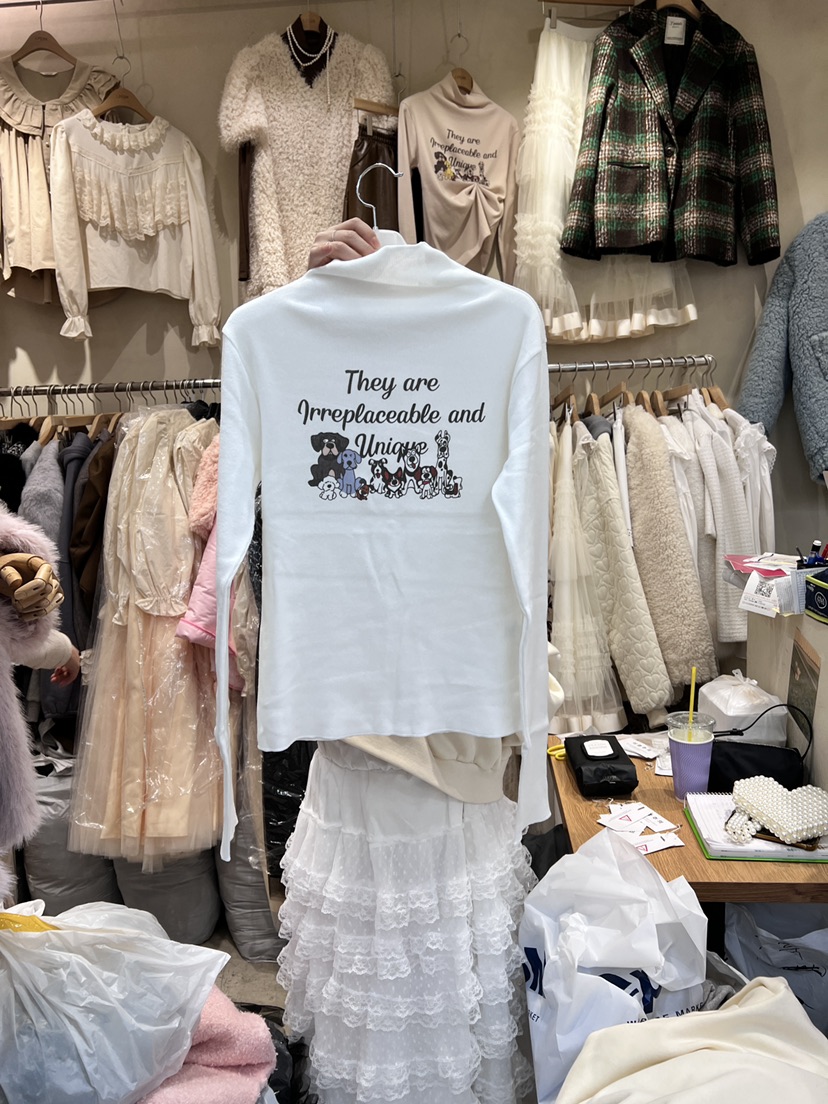 They are
Irreplaceable and
Unique
They are
Irreplaceable and
Unique